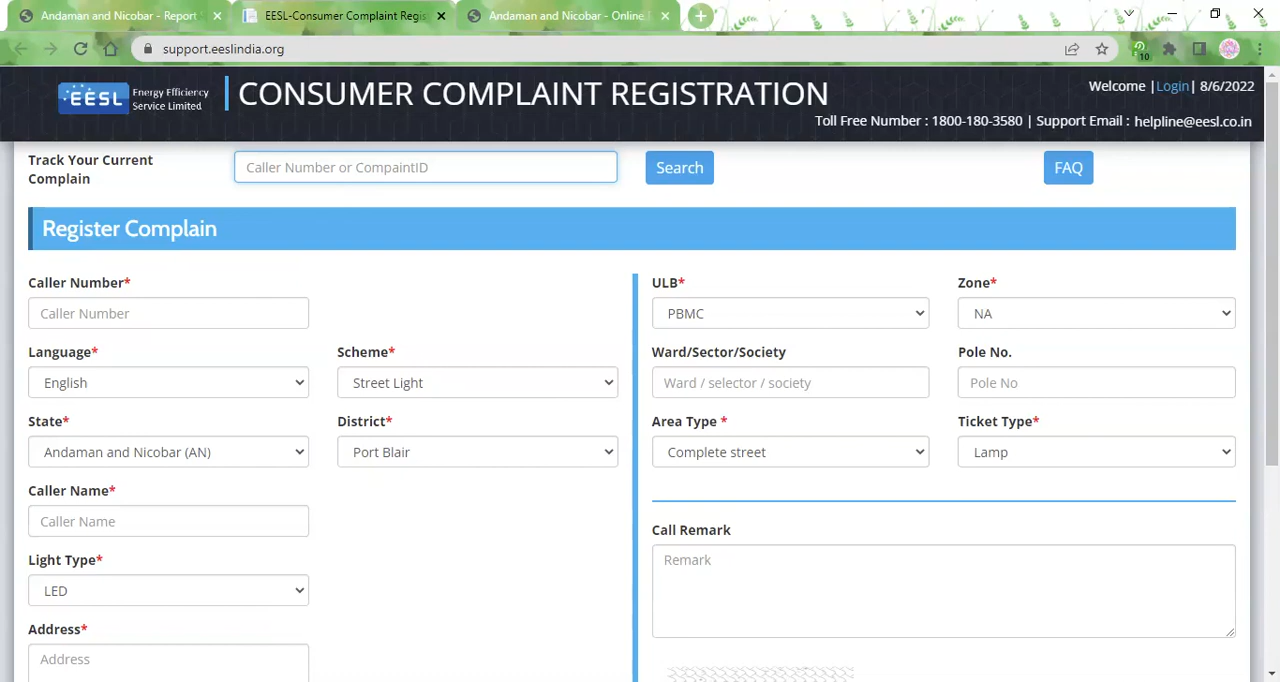 Andaman and Nicobar - Report
EESL-Consumer Complaint Regis
Andaman and Nicobar - Online
support.eeslindia.org
10
EESL
Energy Efficiency
Service Limited
CONSUMER COMPLAINT REGISTRATION
Welcome |Login| 8/6/2022
Toll Free Number : 1800-180-3580 | Support Email : helpline@eesl.co.in
Track Your Current
Complain
Caller Number or CompaintID
Search
FAQ
Register Complain
Caller Number*
Caller Number
Language*
English
Scheme*
Street Light
State*
Andaman and Nicobar (AN)
District*
Port Blair
Caller Name*
Caller Name
Light Type*
LED
Address*
Address
ULB*
PBMC
Zone*
NA
Ward/Sector/Society
Ward / selector / society
Pole No.
Pole No
Area Type *
Complete street
Ticket Type*
Lamp
Call Remark
Remark